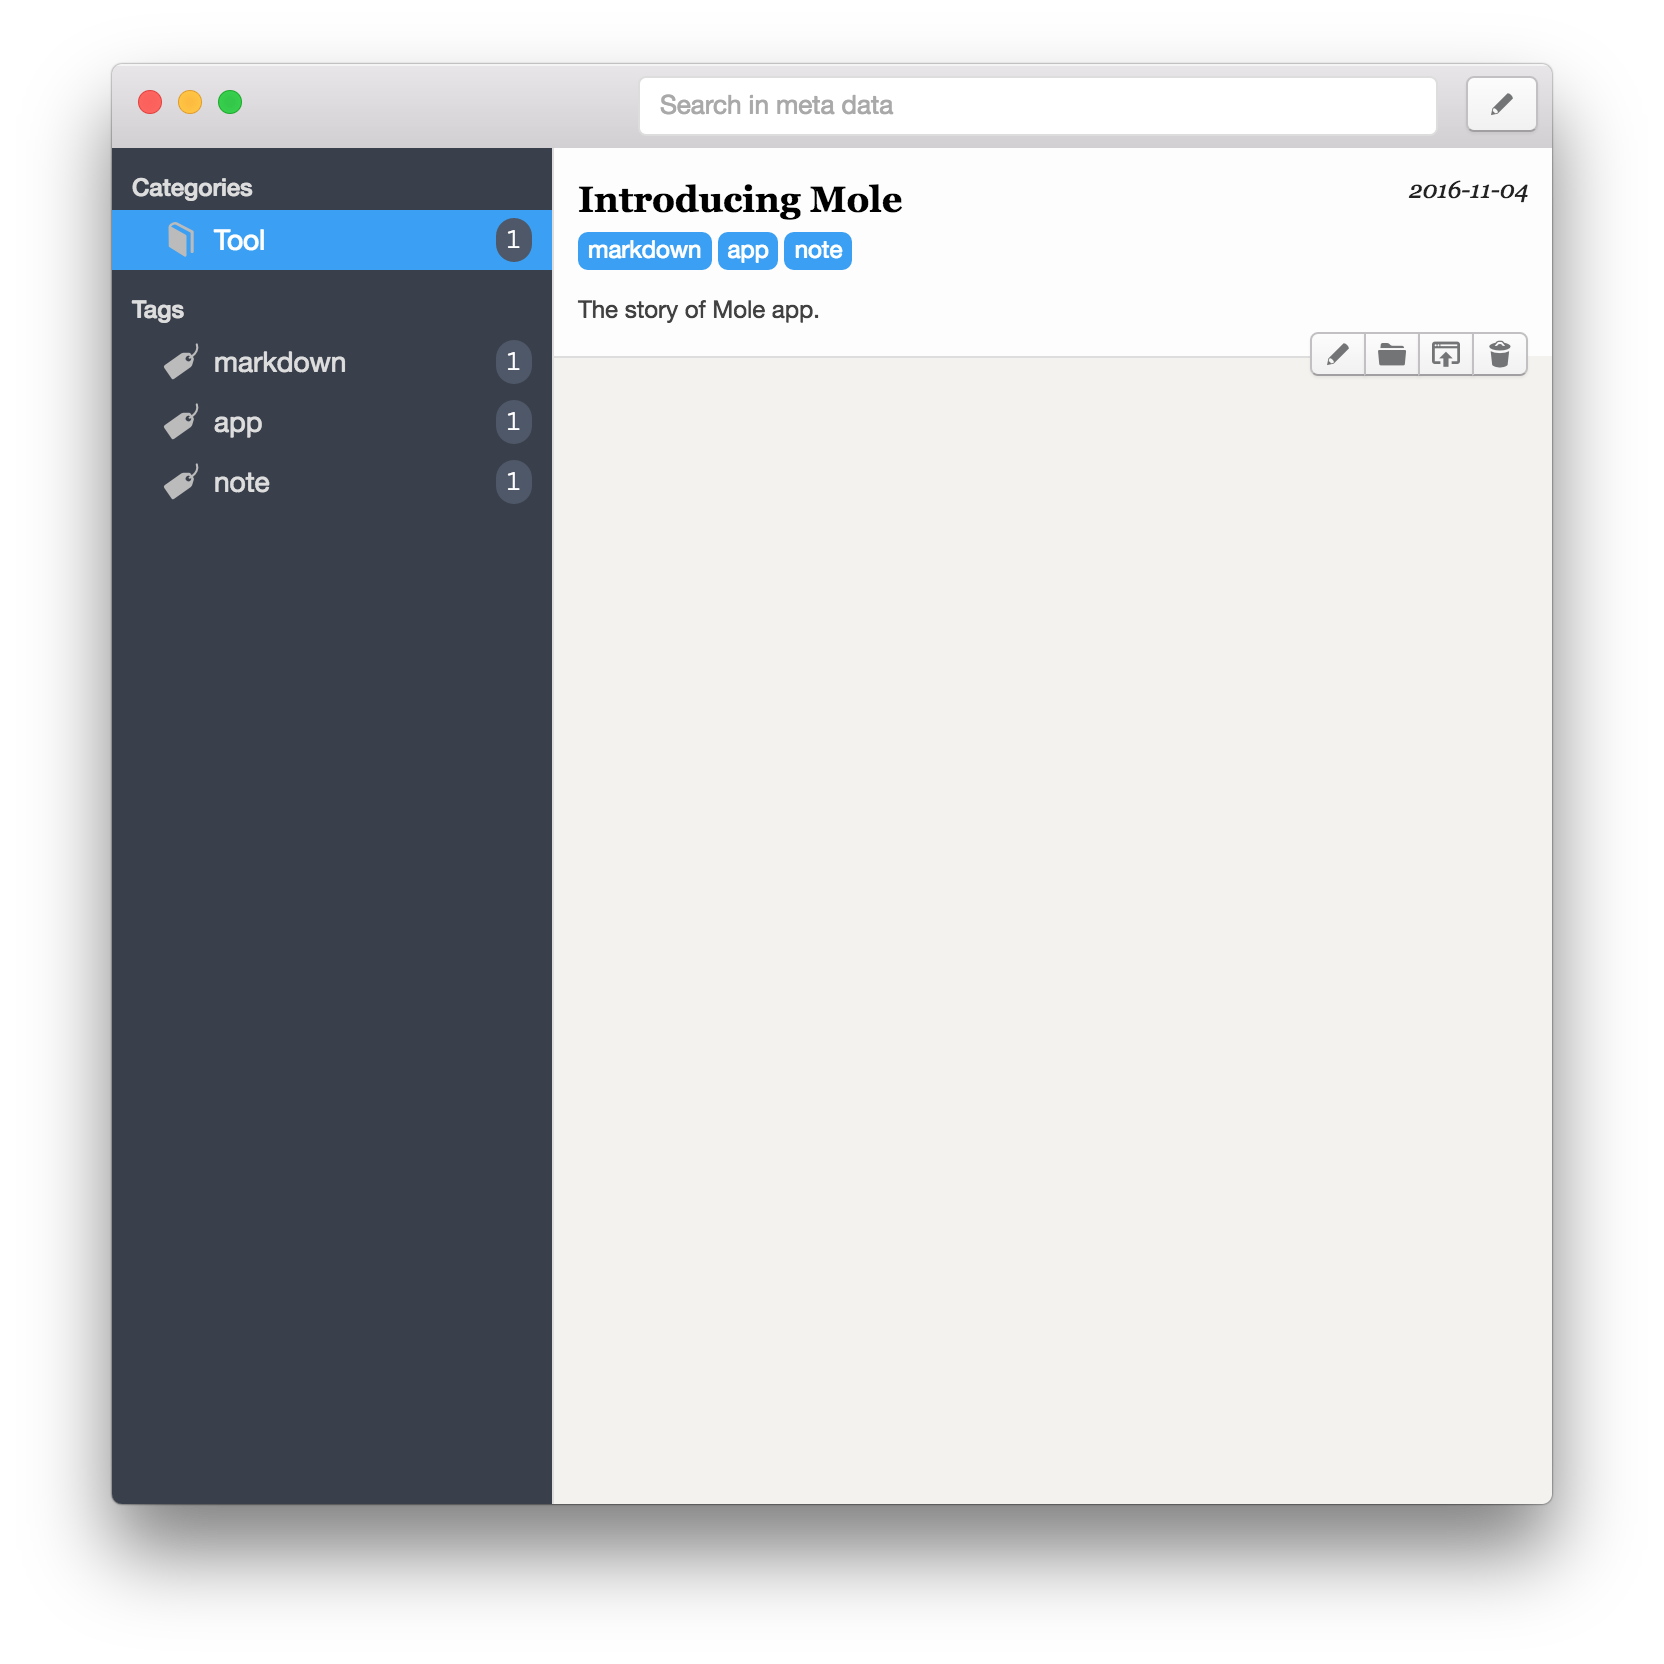 Search in meta data
Categories
Tool 1
Tags
markdown 1
app 1
note 1
Introducing Mole 2016-11-04
markdown app note
The story of Mole app.